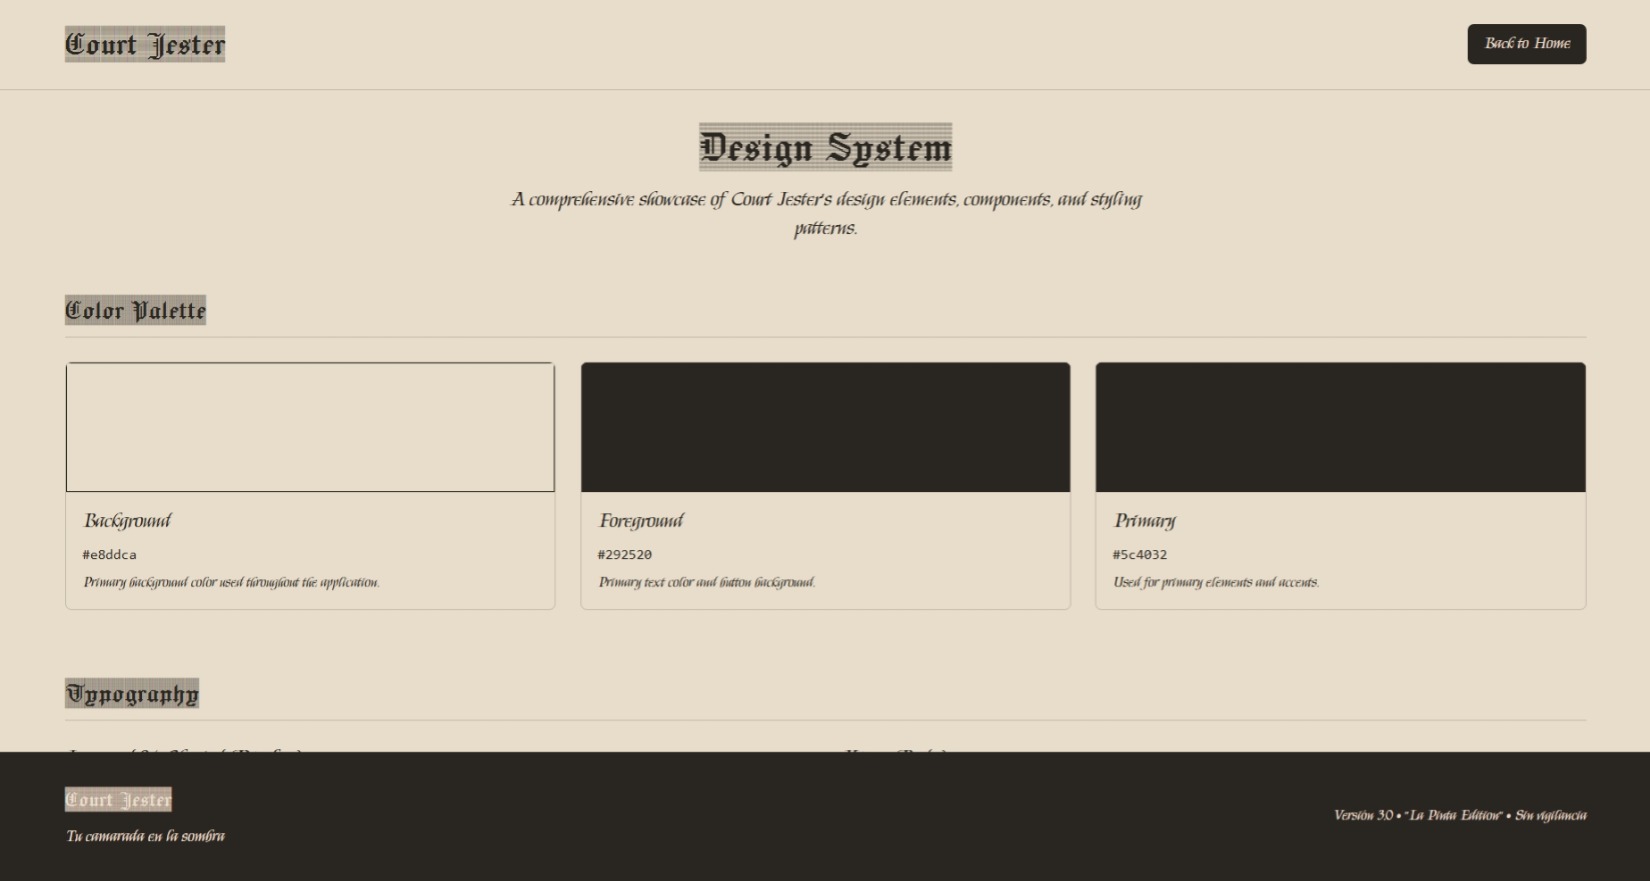 Court Jester
Back to Home
Design System
A comprehensive showcase of Court Jester's design elements, components, and styling
patterns.
Color Palette
Background
#e8ddca
Primary background color used throughout the application.
Foreground
#292520
Primary text color and button background.
Primary
#5c4032
Used for primary elements and accents.
Typography
Court Jester
Tu camarada en la sombra
Versión 3.0 • "La Pinta Edition" • Sin vigilancia